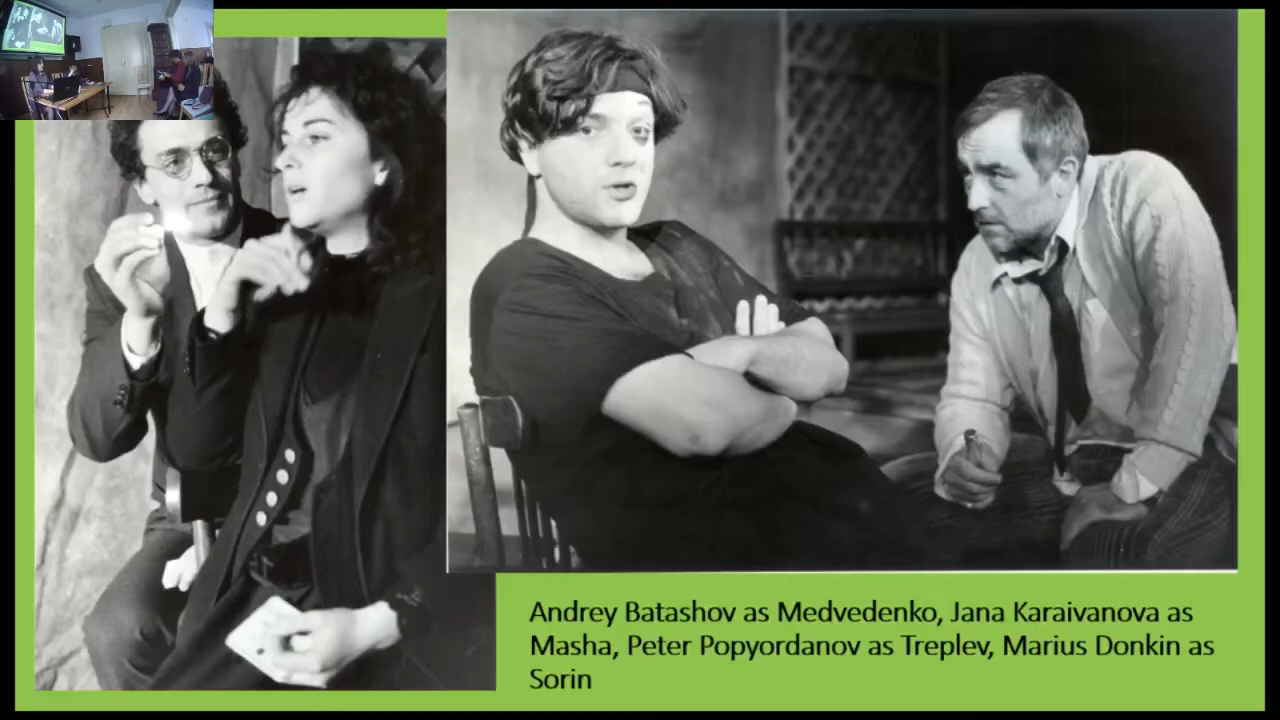 Andrey Batashov as Medvedenko, Jana Karaivanova as
Masha, Peter Popyordanov as Treplev, Marius Donkin as
Sorin